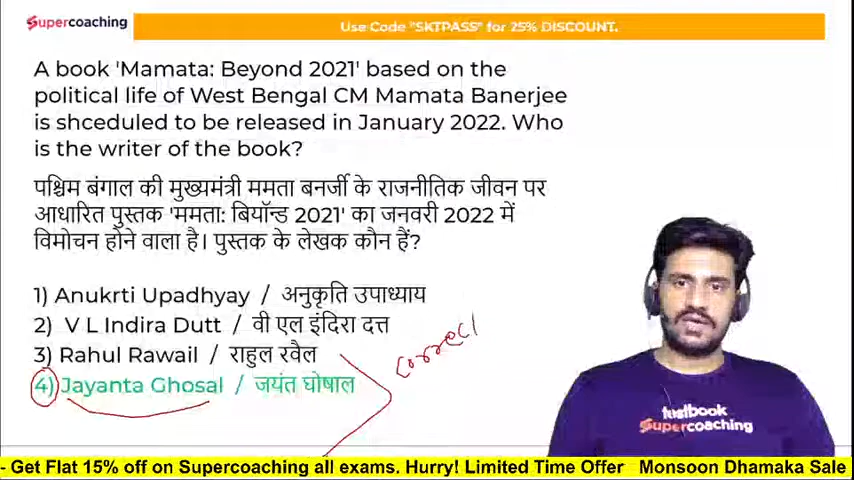 Supercoaching
Use Code "SKTPASS" for 25% DISCOUNT.
A book 'Mamata: Beyond 2021' based on the
political life of West Bengal CM Mamata Banerjee
is shceduled to be released in January 2022. Who
is the writer of the book?
पश्चिम बंगाल की मुख्यमंत्री ममता बनर्जी के राजनीतिक जीवन पर
आधारित पुस्तक 'ममता: बियॉन्ड 2021' का जनवरी 2022 में
विमोचन होने वाला है। पुस्तक के लेखक कौन हैं?
1) Anukrti Upadhyay / अनुकृति उपाध्याय
2) V L Indira Dutt / वी एल इंदिरा दत्त
3) Rahul Rawail / राहुल रवैल
4) Jayanta Ghosal / जयंत घोषाल
correct
testbook
Supercoaching
- Get Flat 15% off on Supercoaching all exams. Hurry! Limited Time Offer Monsoon Dhamaka Sale